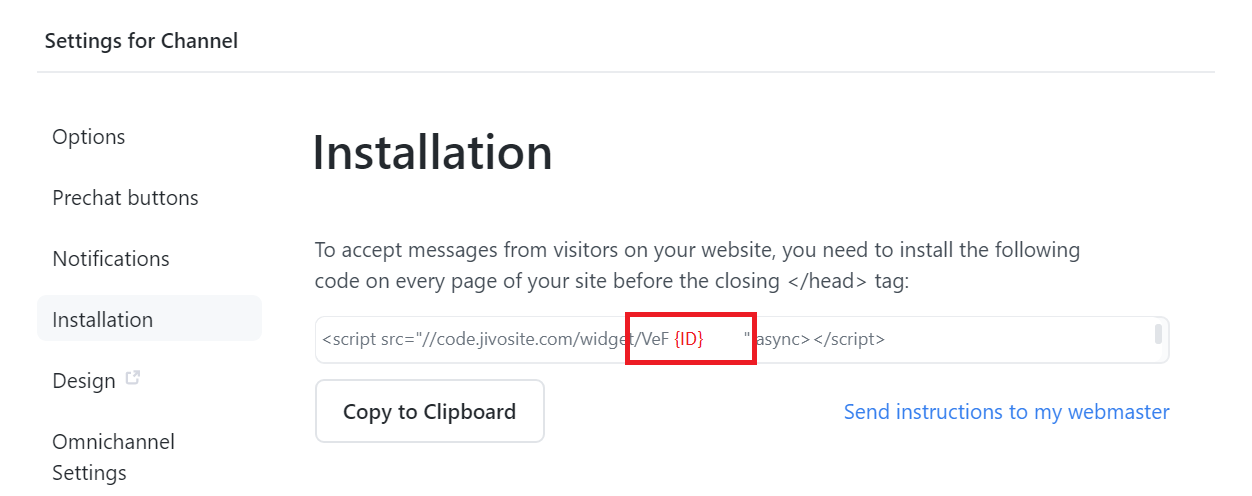 Settings for Channel
Options
Prechat buttons
Notifications
Installation
Design
Omnichannel
Settings
Installation
To accept messages from visitors on your website, you need to install the following
code on every page of your site before the closing </head> tag:
<script src="//code.jivosite.com/widget/VeF {ID} " async></script>
Copy to Clipboard
Send instructions to my webmaster